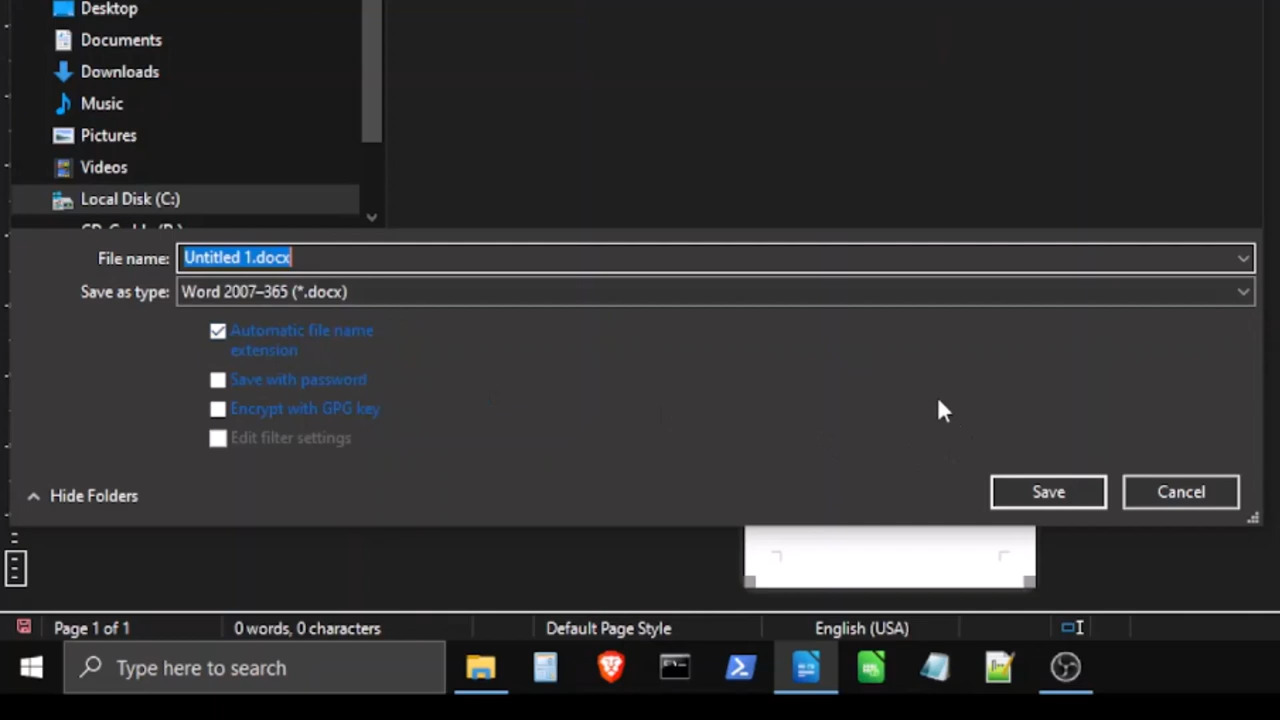 Desktop
Documents
Downloads
Music
Pictures
Videos
Local Disk (C:)
File name: Untitled 1.docx
Save as type: Word 2007–365 (*.docx)
Automatic file name
extension
Save with password
Encrypt with GPG key
Edit filter settings
Hide Folders
Save Cancel
Page 1 of 1 0 words, 0 characters Default Page Style English (USA)
Type here to search